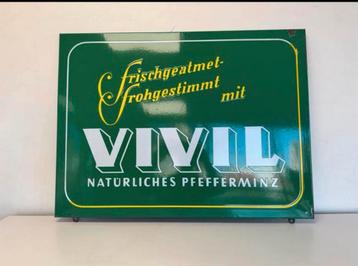 Frischgeatmet-
frohgestimmt
mit
VIVIL
NATÜRLICHES PFEFFERMINZ